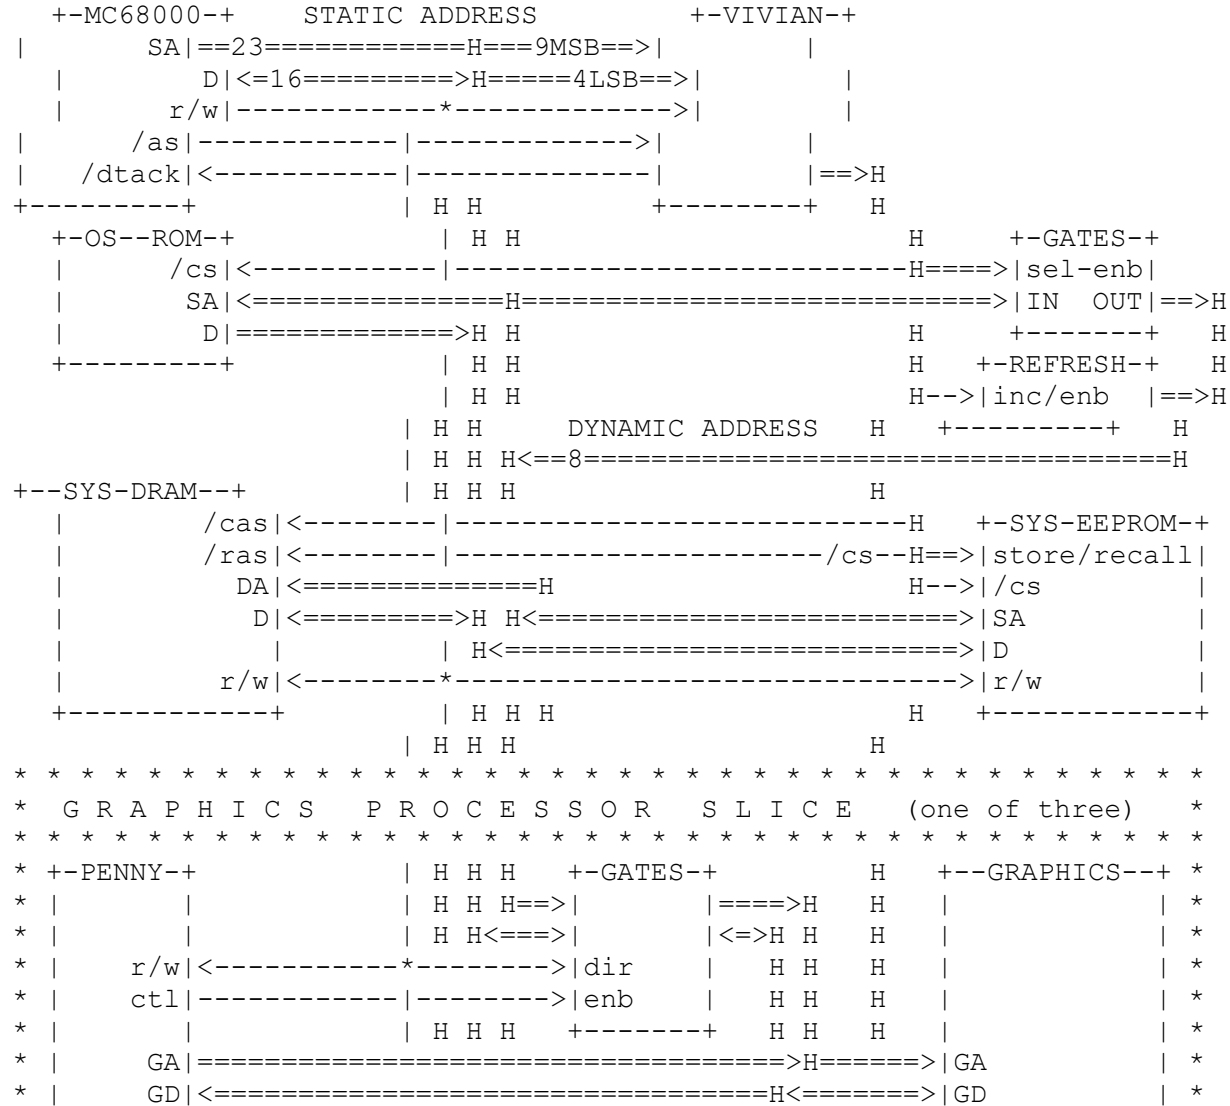 +-MC68000-+    STATIC ADDRESS         +-VIVIAN-+
|       SA|==23============H===9MSB==>|        |
|        D|<=16=========>H=====4LSB==>|        |
|      r/w|------------*------------->|        |
|      /as|------------|------------->|        |
|   /dtack|<-----------|--------------|        |==>H
+---------+            | H H          +--------+   H
+-OS--ROM-+            | H H                       H     +-GATES-+
|      /cs|<-----------|---------------------------H====>|sel-enb|
|       SA|<===============H============================>|IN  OUT|==>H
|        D|=============>H H                       H     +-------+   H
+---------+            | H H                       H   +-REFRESH-+   H
                       | H H                       H-->|inc/enb  |==>H
                       | H H     DYNAMIC ADDRESS   H   +---------+   H
                       | H H H<==8===================================H
+--SYS-DRAM--+         | H H H                     H
|        /cas|<--------|---------------------------H   +-SYS-EEPROM-+
|        /ras|<--------|----------------------/cs--H==>|store/recall|
|          DA|<==============H                     H-->|/cs         |
|           D|<=========>H H<=========================>|SA          |
|            |         | H<===========================>|D           |
|         r/w|<--------*------------------------------>|r/w         |
+------------+         | H H H                     H   +------------+
                       | H H H                     H
* * * * * * * * * * * * * * * * * * * * * * * * * * * * * * * * * * * *
*  G R A P H I C S   P R O C E S S O R   S L I C E   (one of three)   *
* * * * * * * * * * * * * * * * * * * * * * * * * * * * * * * * * * * *
* +-PENNY-+            | H H H   +-GATES-+         H   +--GRAPHICS--+ *
* |       |            | H H H==>|       |====>H   H   |            | *
* |       |            | H H<===>|       |<=>H H   H   |            | *
* |    r/w|<-----------*-------->|dir    |   H H   H   |            | *
* |    ctl|------------|-------->|enb    |   H H   H   |            | *
* |       |            | H H H   +-------+   H H   H   |            | *
* |     GA|===================================>H======>|GA          | *
* |     GD|<=================================H<=======>|GD          | *